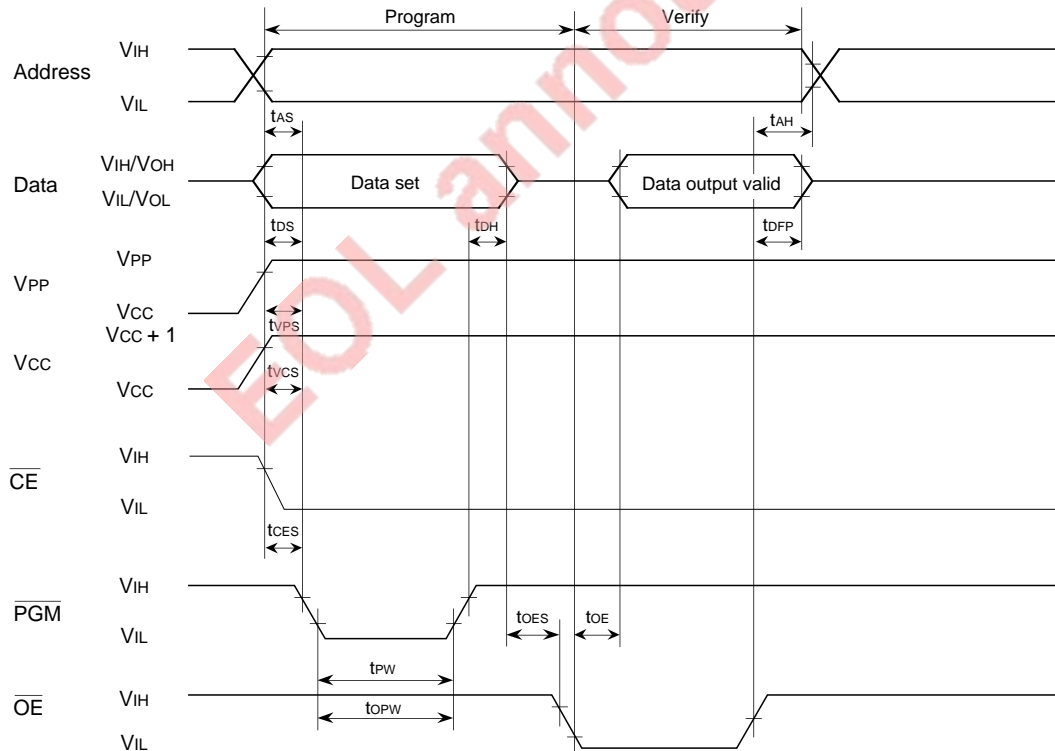 Program Verify
Address VIH
VIL
tAS tAH
Data VIH/VOH
VIL/VOL
Data set Data output valid
tDS tDH tDFP
VPP VPP
VCC
tVPS
VCC VCC + 1
VCC
tVCS
CE VIH
VIL
tCES
PGM VIH
VIL
tOES tOE
tPW
OE VIH
VIL
tOPW
EOL anno